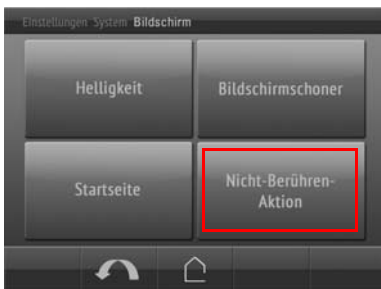 Einstellungen System Bildschirm
Helligkeit
Bildschirmschoner
Startseite
Nicht-Berühren-
Aktion